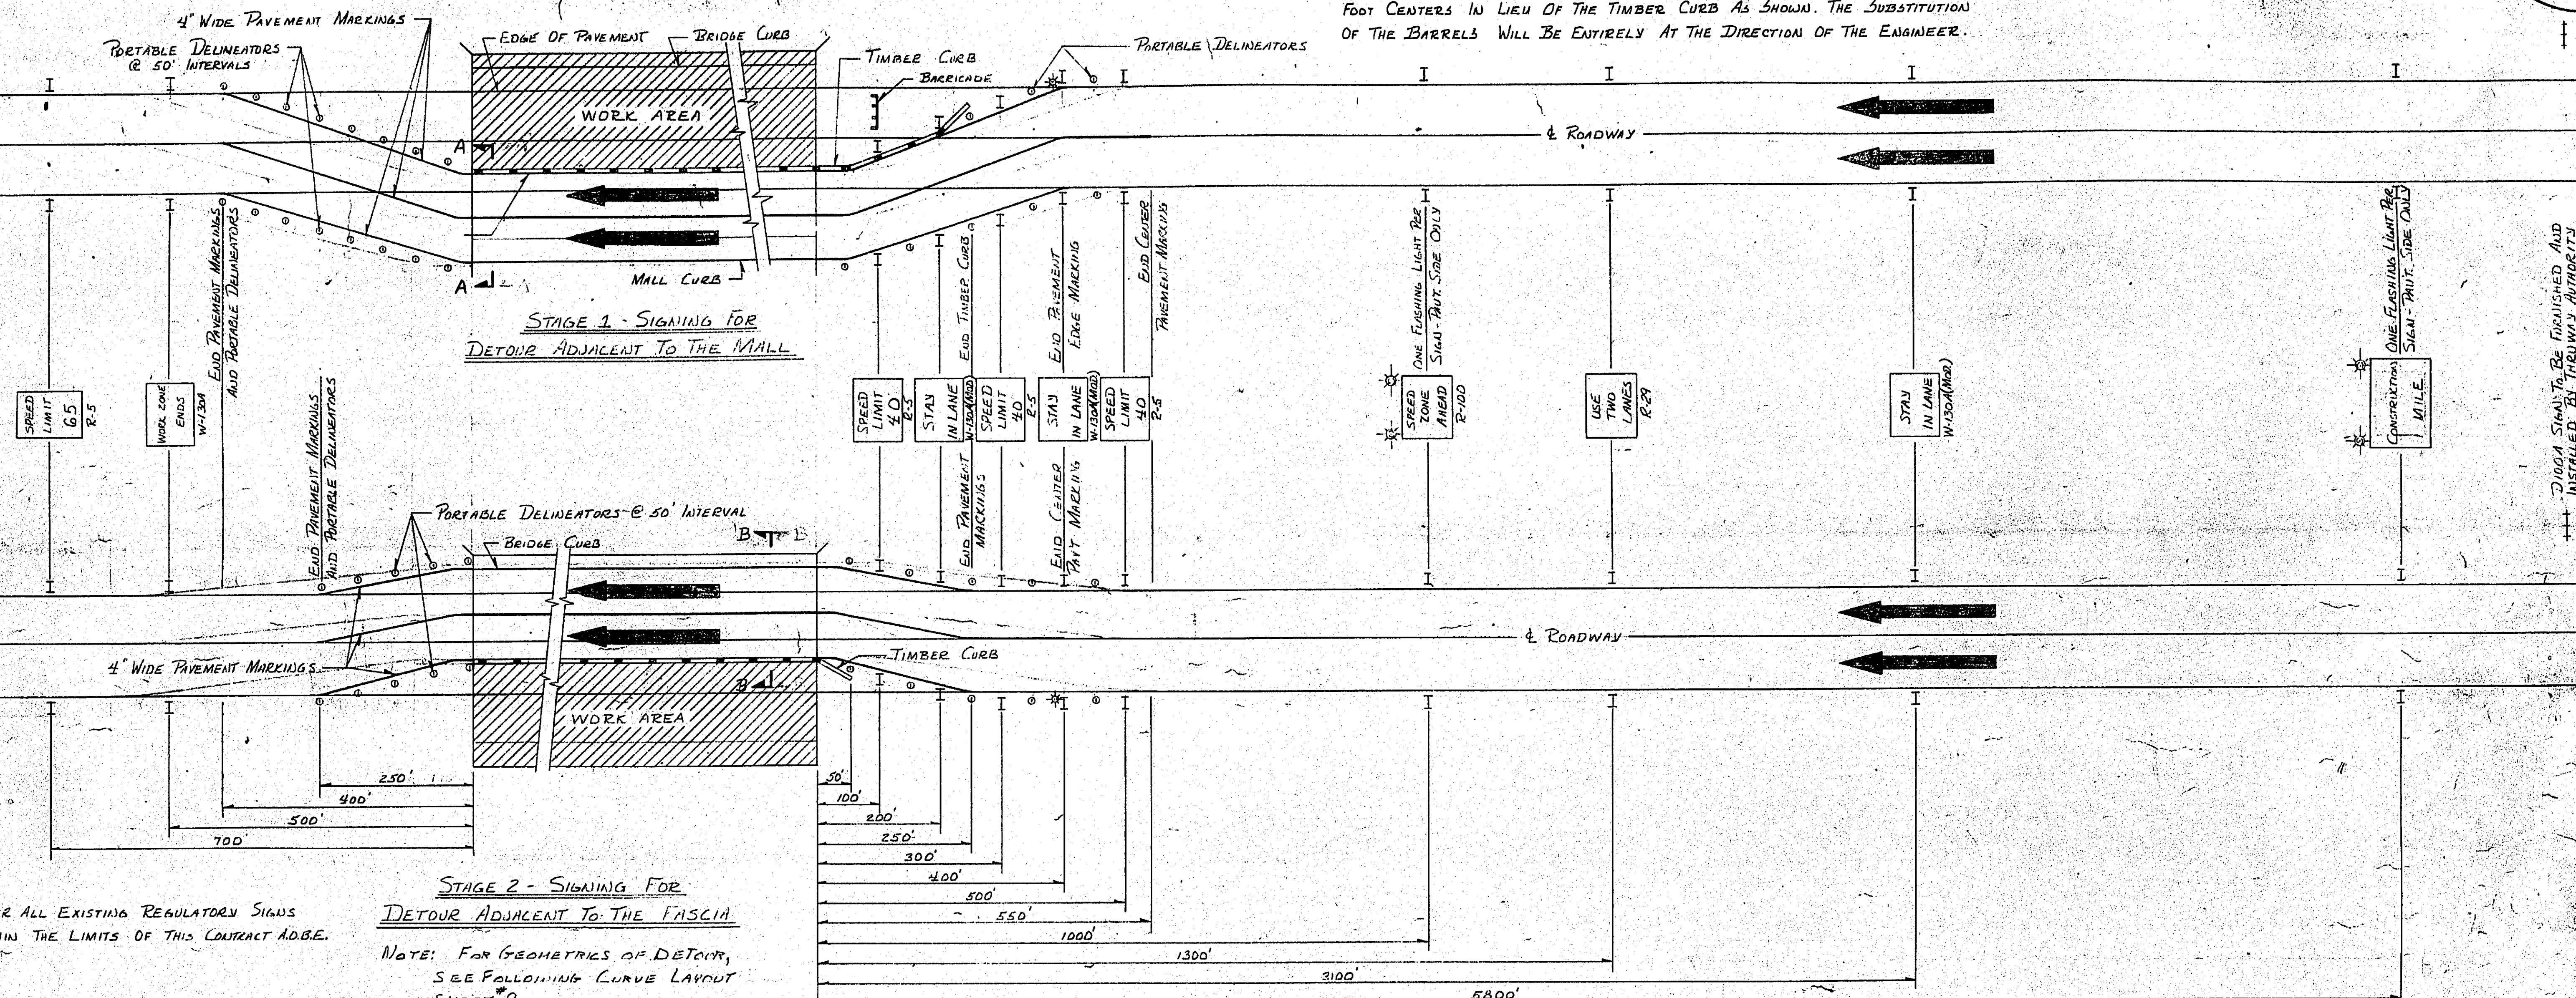 FOOT CENTERS IN LIEU OF THE TIMBER CURB AS SHOWN. THE SUBSTITUTION
OF THE BARRELS WILL BE ENTIRELY AT THE DIRECTION OF THE ENGINEER.
4" WIDE PAVEMENT MARKINGS
PORTABLE DELINEATORS
@ 50' INTERVALS
EDGE OF PAVEMENT
BRIDGE CURB
TIMBER CURB
BARRICADE
PORTABLE DELINEATORS
WORK AREA
℄ ROADWAY
A
A
MALL CURB
STAGE 1 - SIGNING FOR
DETOUR ADJACENT TO THE MALL
SPEED
LIMIT
65
R-5
WORK ZONE
ENDS
W-130A
END PAVEMENT MARKINGS
AND PORTABLE DELINEATORS
END PAVEMENT MARKINGS
AND PORTABLE DELINEATORS
SPEED
LIMIT
40
R-5
STAY
IN LANE
W-130A(MOD)
END TIMBER CURB
SPEED
LIMIT
40
R-5
END PAVEMENT
EDGE MARKING
STAY
IN LANE
W-130A(MOD)
SPEED
LIMIT
40
R-5
END CENTER
PAVEMENT MARKING
END PAVEMENT
MARKINGS
END CENTER
PAV'T MARKING
ONE FLASHING LIGHT PER
SIGN - PAV'T. SIDE ONLY
SPEED
ZONE
AHEAD
R-100
USE
TWO
LANES
R-29
STAY
IN LANE
W-130A(MOD)
ONE FLASHING LIGHT PER
SIGN - PAV'T. SIDE ONLY
CONSTRUCTION
1 MILE
D100A SIGN TO BE FURNISHED AND
INSTALLED BY THRUWAY AUTHORITY
PORTABLE DELINEATORS @ 50' INTERVAL
BRIDGE CURB
B
B
4" WIDE PAVEMENT MARKINGS
TIMBER CURB
℄ ROADWAY
WORK AREA
250'
400'
500'
700'
50'
100'
200'
250'
300'
400'
500'
550'
1000'
1300'
3100'
5800'
STAGE 2 - SIGNING FOR
DETOUR ADJACENT TO THE FASCIA
NOTE: FOR GEOMETRICS OF DETOUR,
SEE FOLLOWING CURVE LAYOUT
ALL EXISTING REGULATORY SIGNS
THE LIMITS OF THIS CONTRACT A.O.B.E.